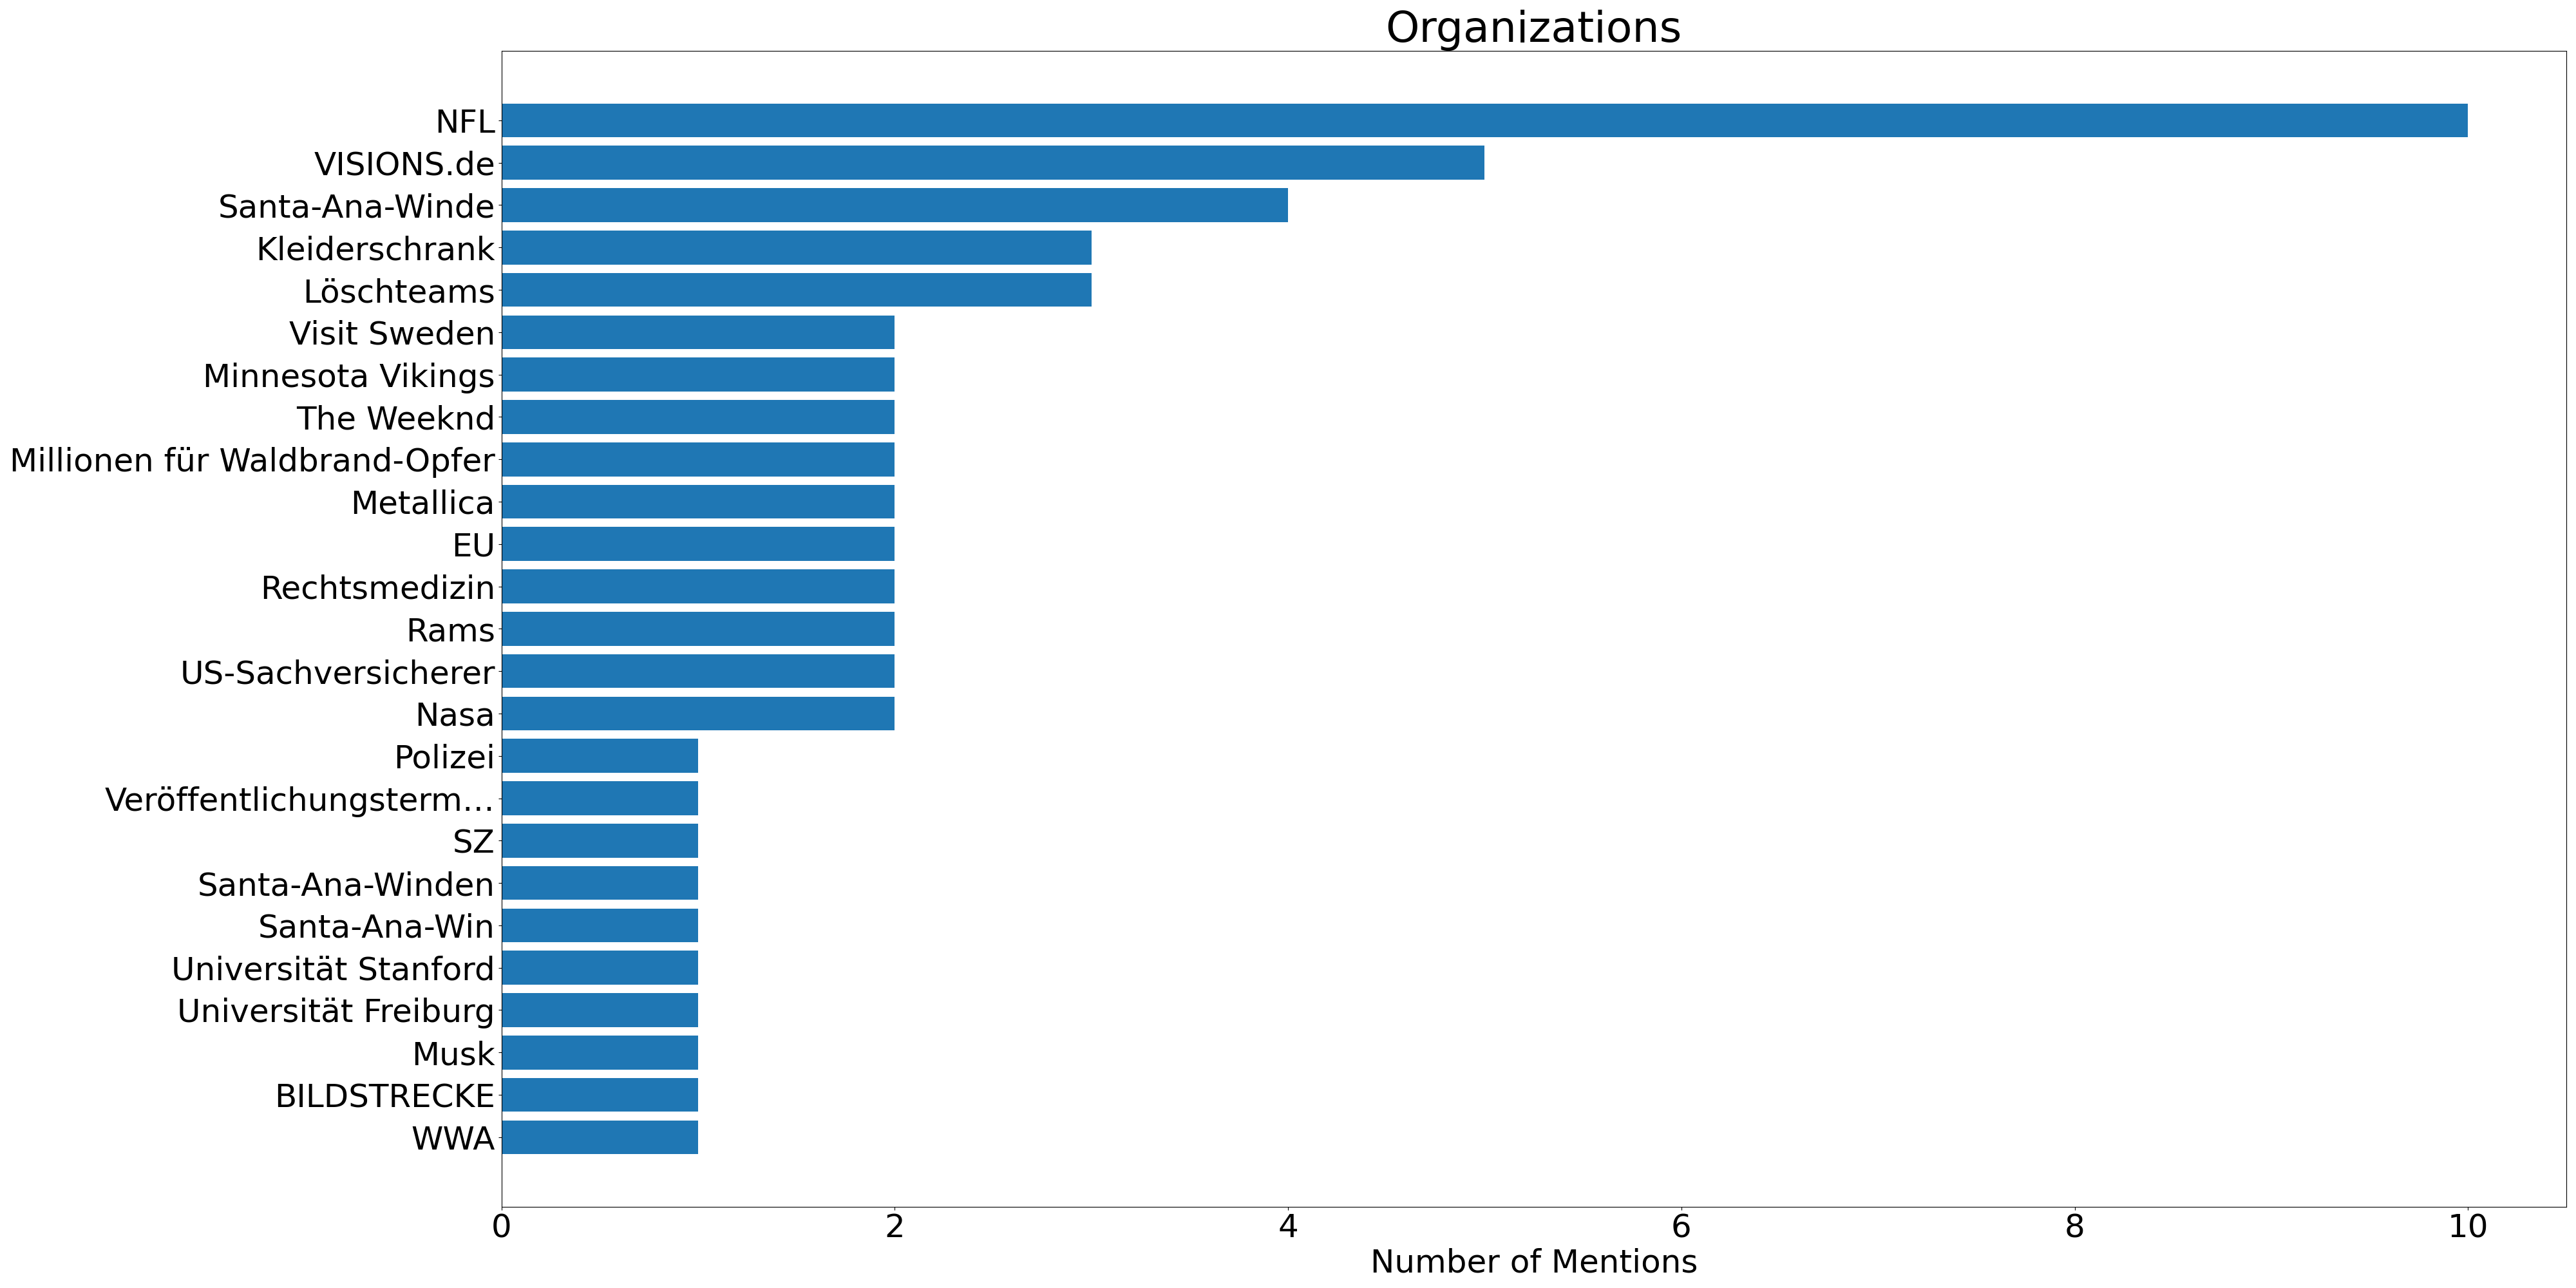 Organizations
NFL
VISIONS.de
Santa-Ana-Winde
Kleiderschrank
Löschteams
Visit Sweden
Minnesota Vikings
The Weeknd
Millionen für Waldbrand-Opfer
Metallica
EU
Rechtsmedizin
Rams
US-Sachversicherer
Nasa
Polizei
Veröffentlichungsterm...
SZ
Santa-Ana-Winden
Santa-Ana-Win
Universität Stanford
Universität Freiburg
Musk
BILDSTRECKE
WWA
0 2 4 6 8 10
Number of Mentions